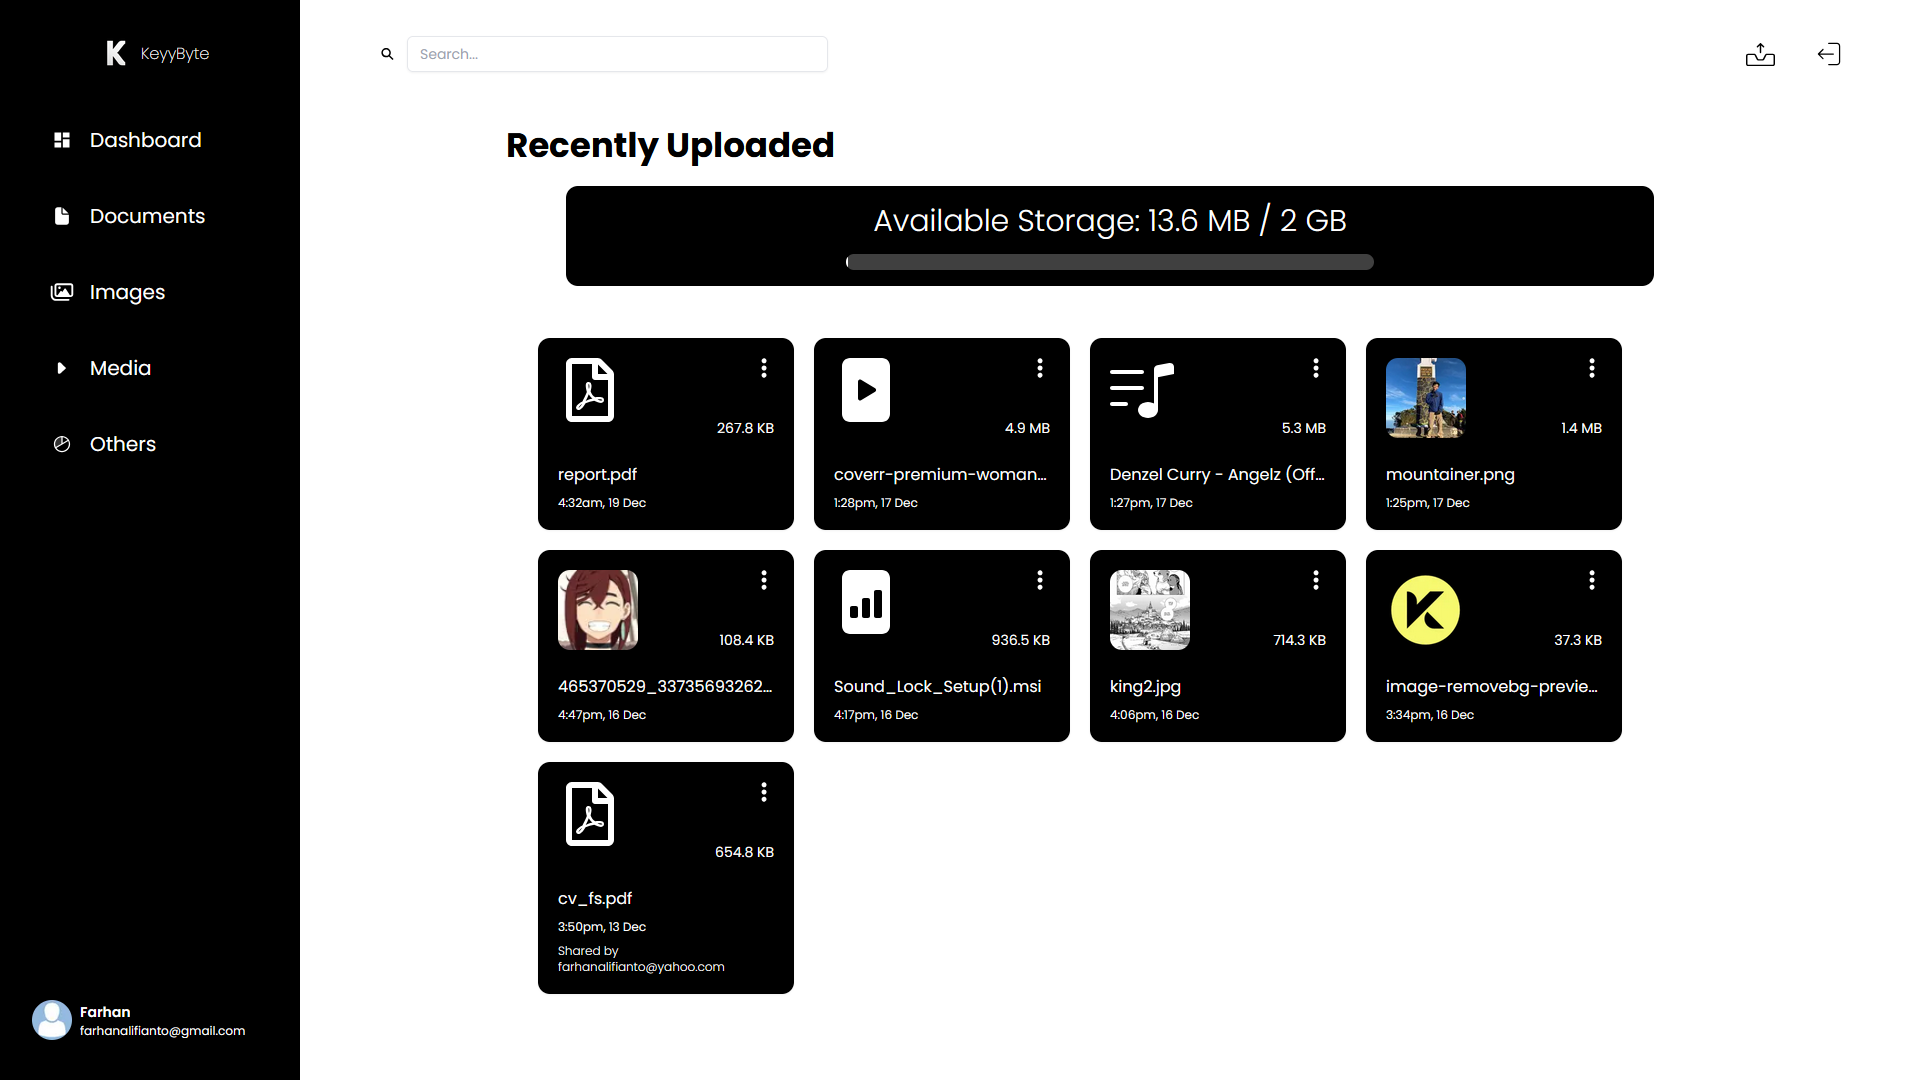 K KeyyByte
Dashboard
Documents
Images
Media
Others
Farhan
farhanalifianto@gmail.com
Search...
Recently Uploaded
Available Storage: 13.6 MB / 2 GB
267.8 KB
report.pdf
4:32am, 19 Dec
4.9 MB
coverr-premium-woman...
1:28pm, 17 Dec
5.3 MB
Denzel Curry - Angelz (Off...
1:27pm, 17 Dec
1.4 MB
mountainer.png
1:25pm, 17 Dec
108.4 KB
465370529_33735693262...
4:47pm, 16 Dec
936.5 KB
Sound_Lock_Setup(1).msi
4:17pm, 16 Dec
714.3 KB
king2.jpg
4:06pm, 16 Dec
K
37.3 KB
image-removebg-previe...
3:34pm, 16 Dec
654.8 KB
cv_fs.pdf
3:50pm, 13 Dec
Shared by
farhanalifianto@yahoo.com